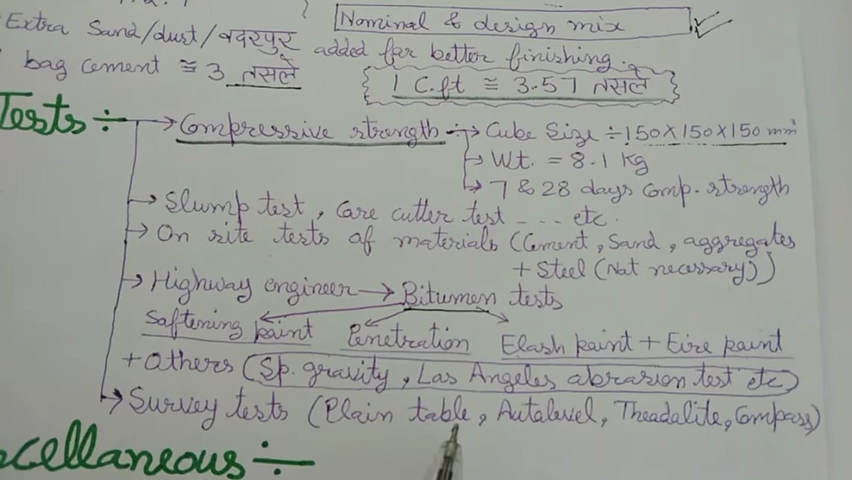 Nominal & design mix
Extra Sand/dust/बदरपुर added for better finishing.
bag cement ≅ 3 तसले
1 C.ft ≅ 3.57 तसले
Tests ÷ → Compressive strength ÷ → Cube Size ÷ 150 X 150 X 150 mm³
→ Wt. = 8.1 kg
→ 7 & 28 days Comp. strength
→ Slump test, Core cutter test - - - etc.
→ On site tests of materials (Cement, Sand, aggregates
+ Steel (Not necessary))
→ Highway engineer → Bitumen tests
Softening point Penetration Flash point + Fire point
+ Others (Sp. gravity, Los Angeles abrasion test etc)
→ Survey tests (Plain table, Autolevel, Theodolite, Compass)
scellaneous ÷